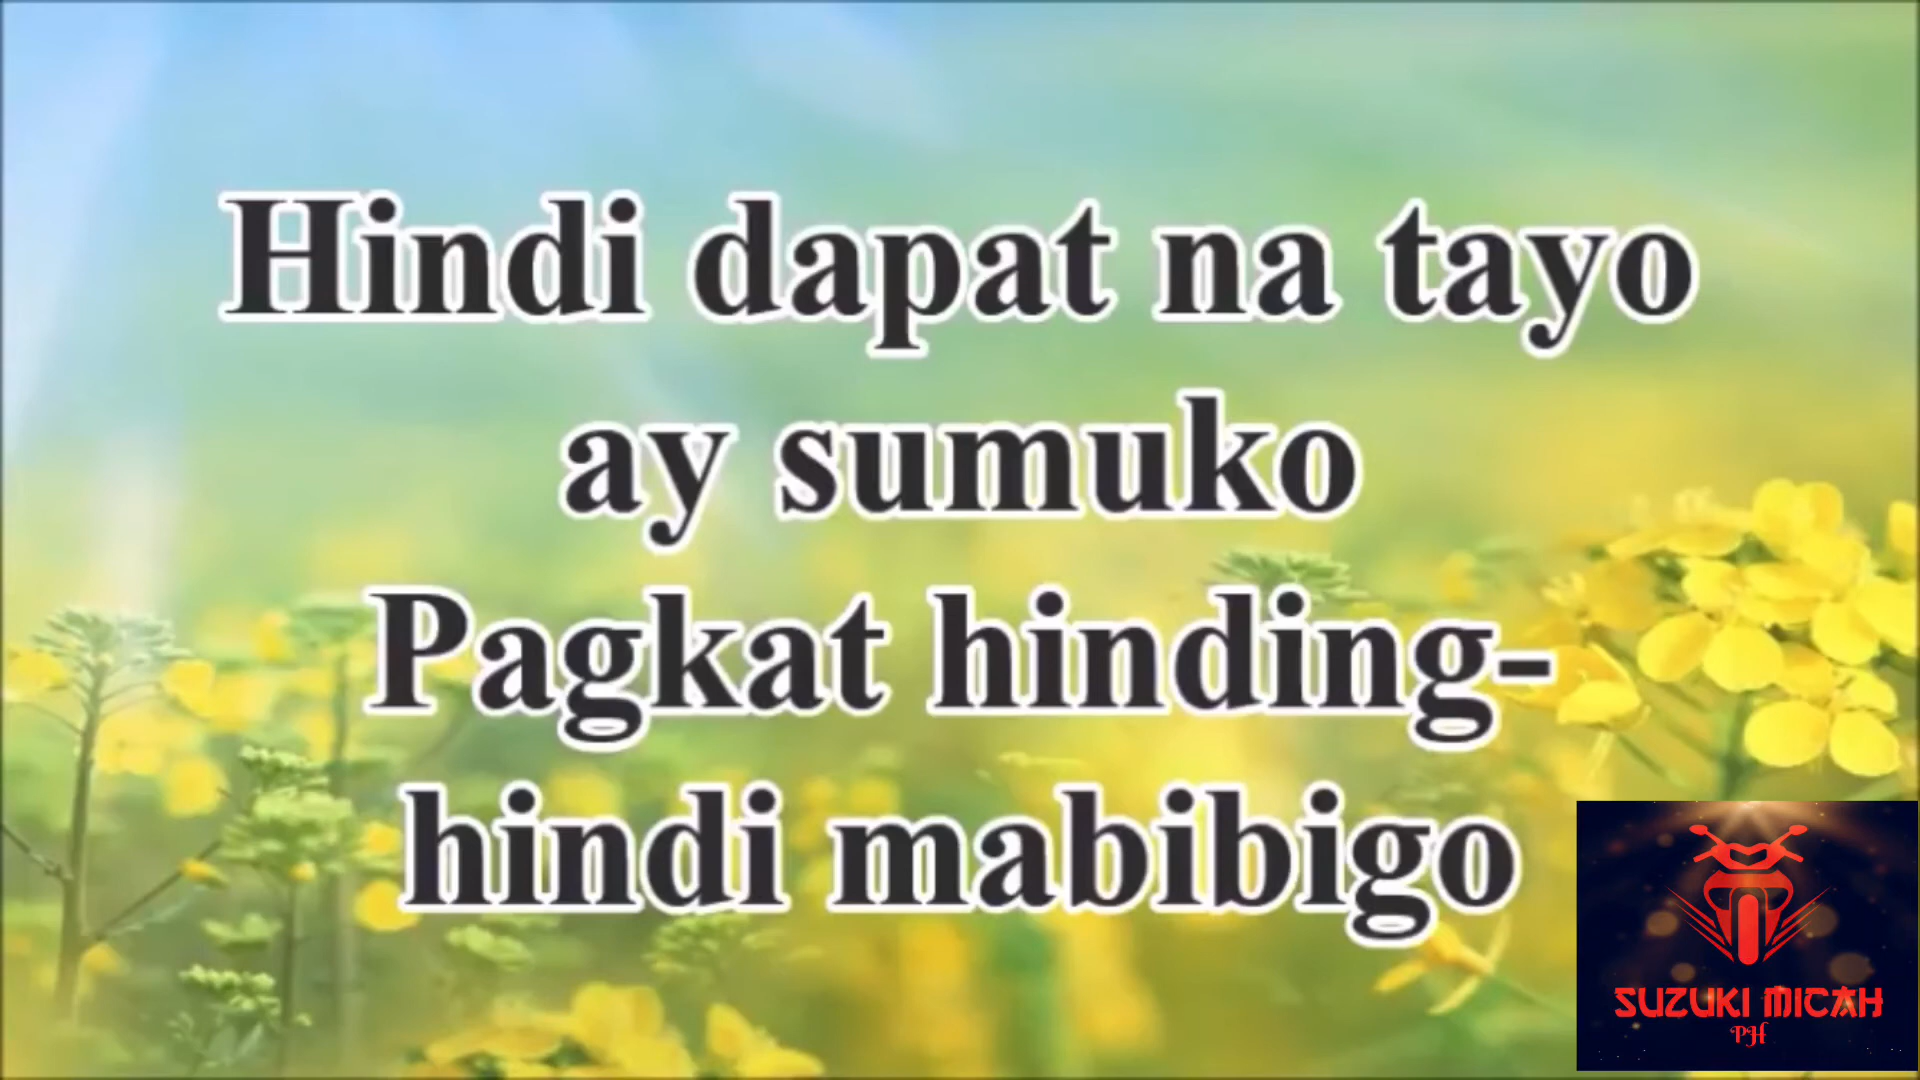 Hindi dapat na tayo
ay sumuko
Pagkat hinding-
hindi mabibigo
SUZUKI MICAH
PH